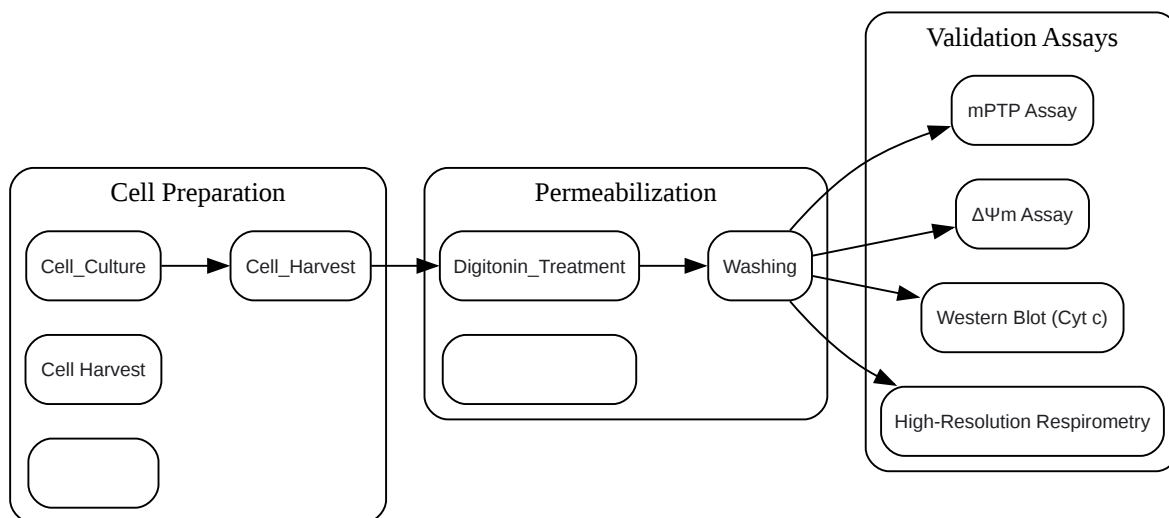 Cell Preparation
Cell_Culture
Cell_Harvest
Cell Harvest
Permeabilization
Digitonin_Treatment
Washing
Validation Assays
mPTP Assay
ΔΨm Assay
Western Blot (Cyt c)
High-Resolution Respirometry